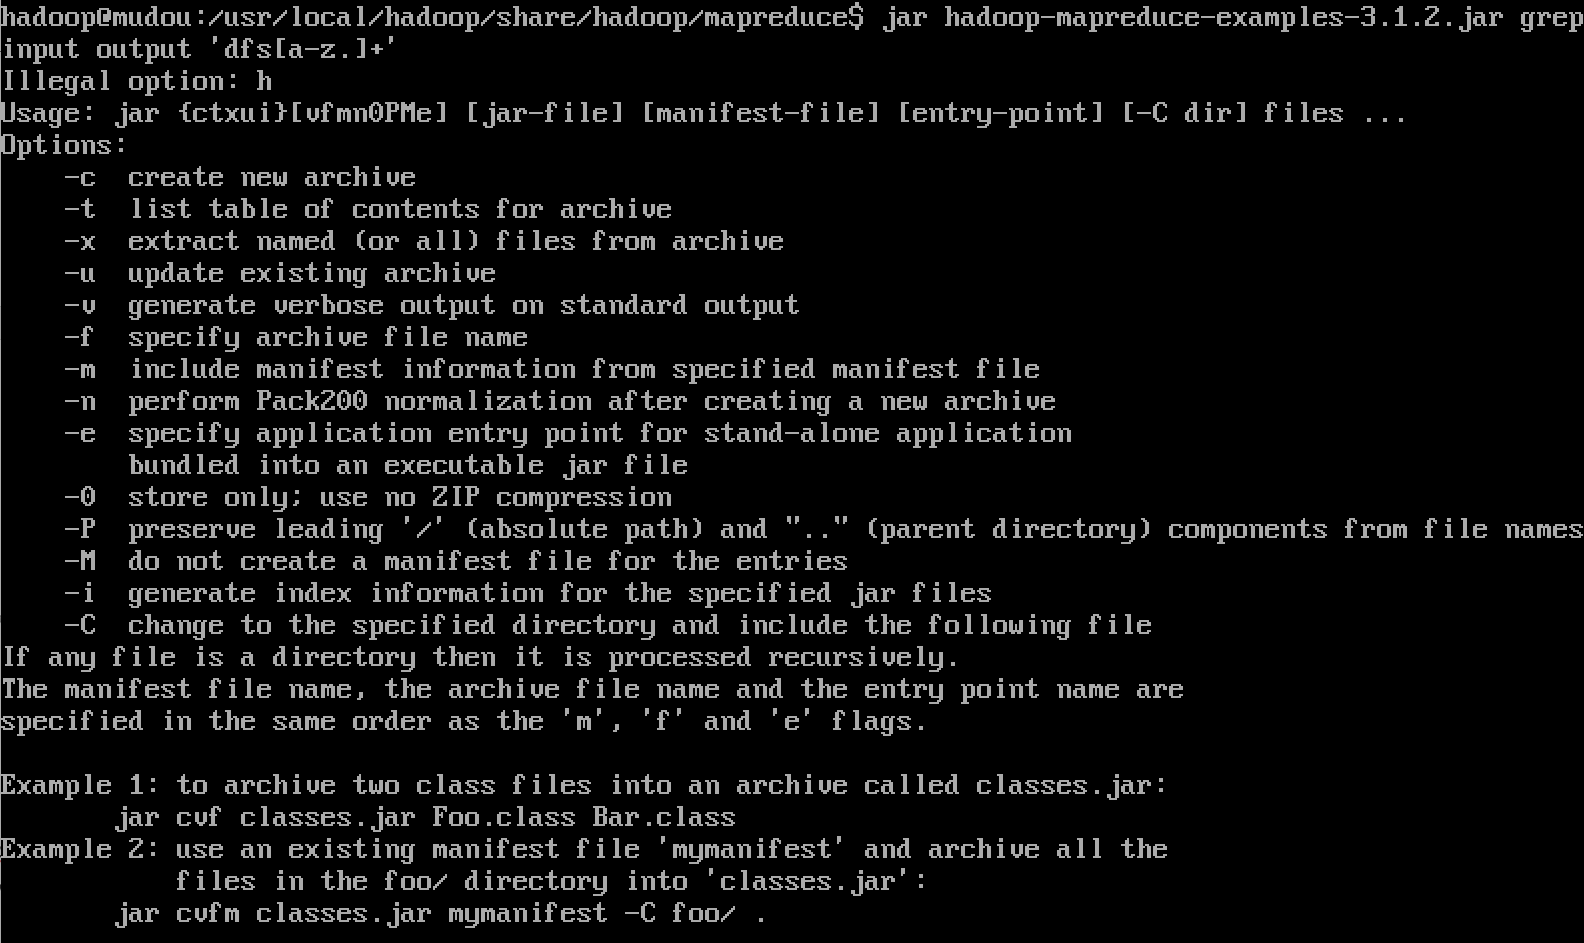 hadoop@mudou:/usr/local/hadoop/share/hadoop/mapreduce$ jar hadoop-mapreduce-examples-3.1.2.jar grep
input output 'dfs[a-z.]+'
Illegal option: h
Usage: jar {ctxui}[vfmn0PMe] [jar-file] [manifest-file] [entry-point] [-C dir] files ...
Options:
    -c  create new archive
    -t  list table of contents for archive
    -x  extract named (or all) files from archive
    -u  update existing archive
    -v  generate verbose output on standard output
    -f  specify archive file name
    -m  include manifest information from specified manifest file
    -n  perform Pack200 normalization after creating a new archive
    -e  specify application entry point for stand-alone application
        bundled into an executable jar file
    -0  store only; use no ZIP compression
    -P  preserve leading '/' (absolute path) and ".." (parent directory) components from file names
    -M  do not create a manifest file for the entries
    -i  generate index information for the specified jar files
    -C  change to the specified directory and include the following file
If any file is a directory then it is processed recursively.
The manifest file name, the archive file name and the entry point name are
specified in the same order as the 'm', 'f' and 'e' flags.

Example 1: to archive two class files into an archive called classes.jar:
       jar cvf classes.jar Foo.class Bar.class
Example 2: use an existing manifest file 'mymanifest' and archive all the
           files in the foo/ directory into 'classes.jar':
       jar cvfm classes.jar mymanifest -C foo/ .